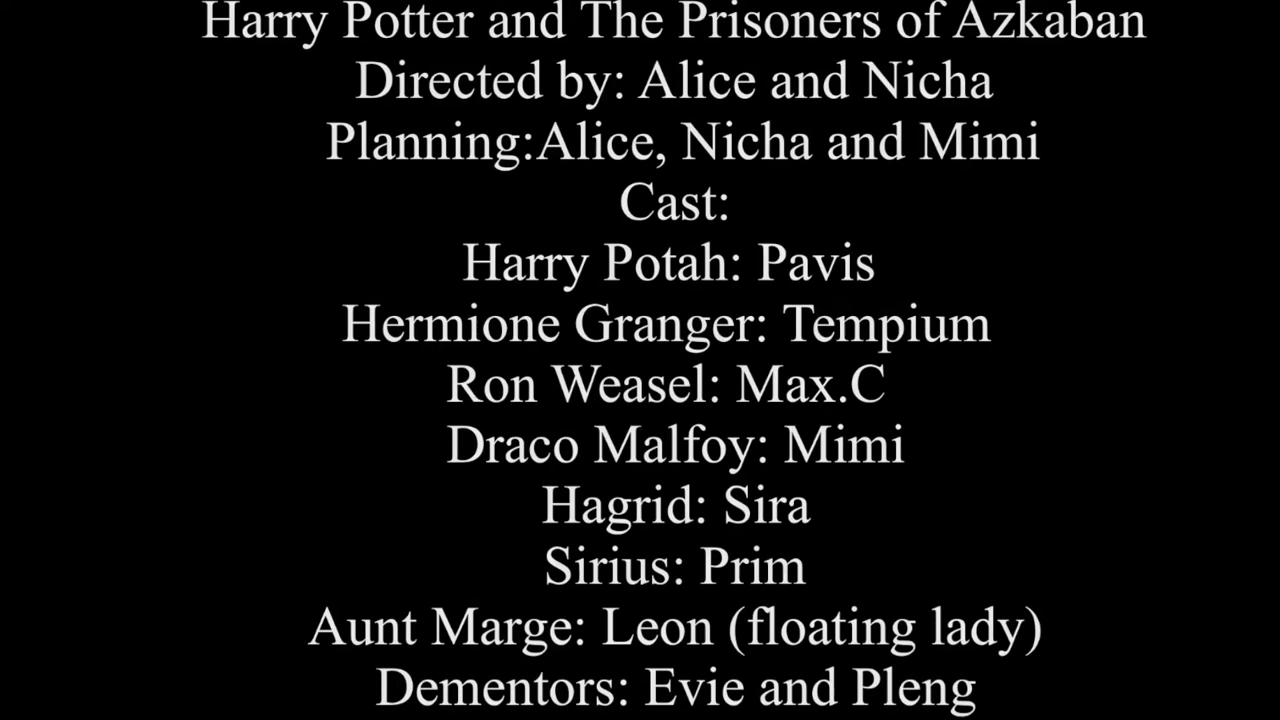 Harry Potter and The Prisoners of Azkaban
Directed by: Alice and Nicha
Planning:Alice, Nicha and Mimi
Cast:
Harry Potah: Pavis
Hermione Granger: Tempium
Ron Weasel: Max.C
Draco Malfoy: Mimi
Hagrid: Sira
Sirius: Prim
Aunt Marge: Leon (floating lady)
Dementors: Evie and Pleng